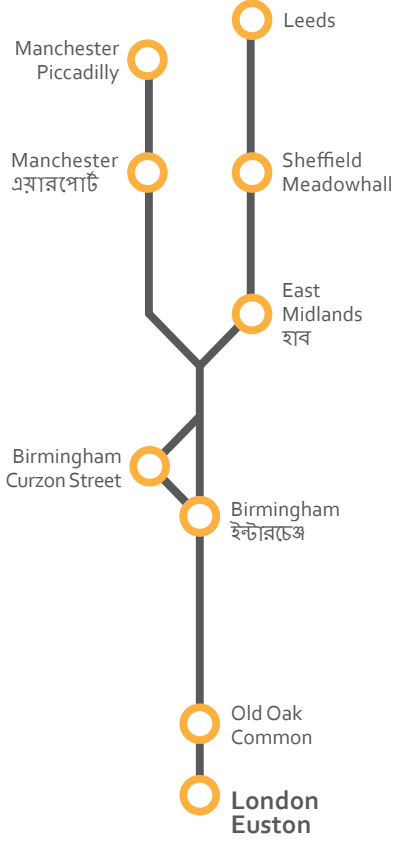 Leeds
Manchester
Piccadilly
Manchester
এয়ারপোর্ট
Sheffield
Meadowhall
East
Midlands
হাব
Birmingham
Curzon Street
Birmingham
ইন্টারচেঞ্জ
Old Oak
Common
London
Euston